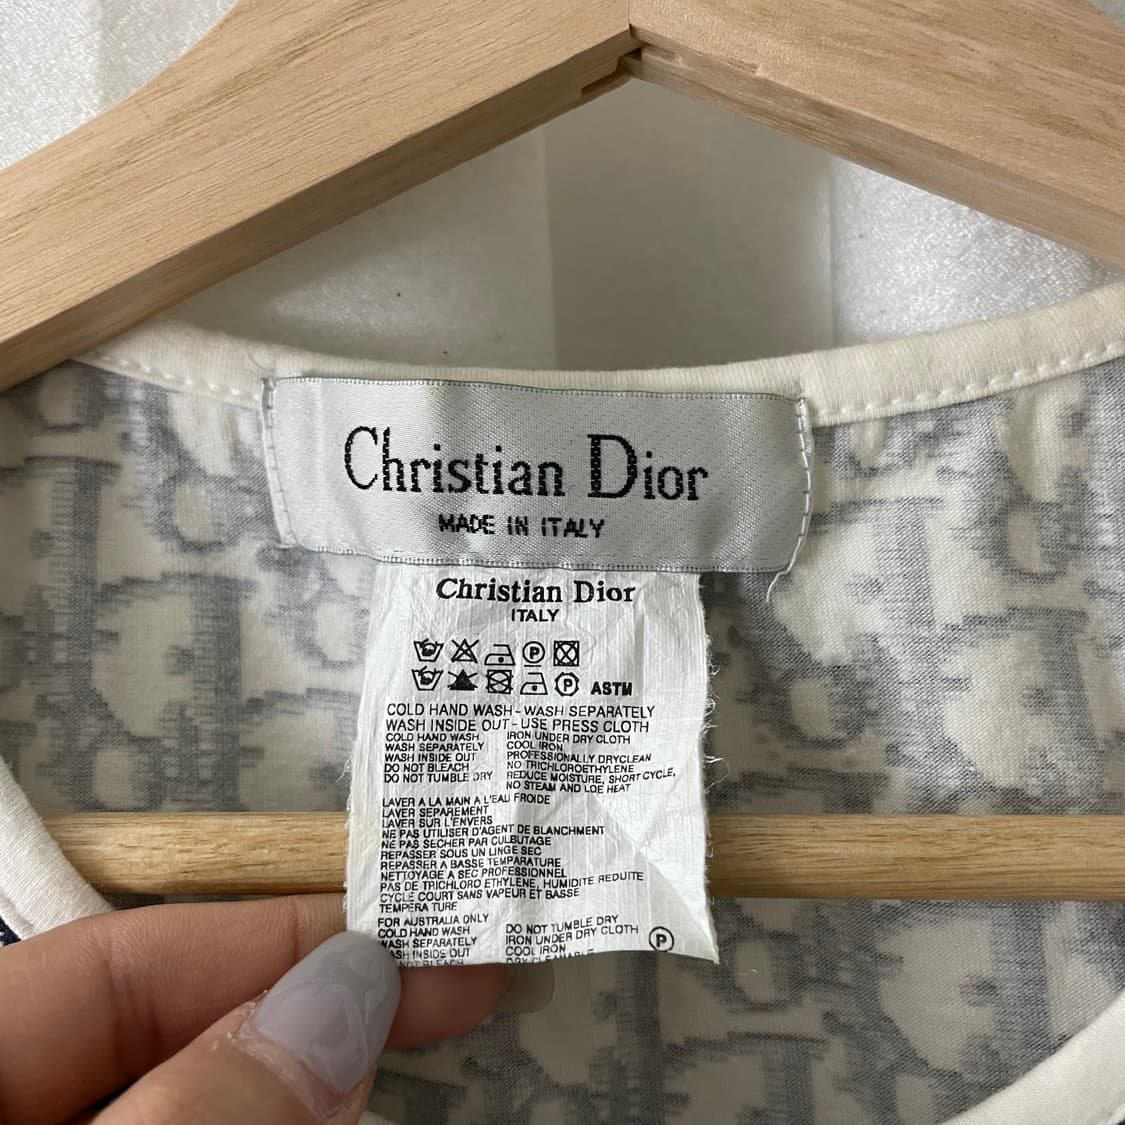 Christian Dior
MADE IN ITALY
Christian Dior
ITALY
P
P ASTM
COLD HAND WASH - WASH SEPARATELY
WASH INSIDE OUT - USE PRESS CLOTH
COLD HAND WASH IRON UNDER DRY CLOTH
WASH SEPARATELY COOL IRON
WASH INSIDE OUT PROFESSIONALLY DRYCLEAN
DO NOT BLEACH NO TRICHLOROETHYLENE
DO NOT TUMBLE DRY REDUCE MOISTURE, SHORT CYCLE,
NO STEAM AND LOE HEAT
LAVER A LA MAIN A L'EAU FROIDE
LAVER SEPAREMENT
LAVER SUR L'ENVERS
NE PAS UTILISER D'AGENT DE BLANCHMENT
NE PAS SECHER PAR CULBUTAGE
REPASSER SOUS UN LINGE SEC
REPASSER A BASSE TEMPARATURE
NETTOYAGE A SEC PROFESSIONNEL
PAS DE TRICHLORO ETHYLENE, HUMIDITE REDUITE
CYCLE COURT SANS VAPEUR ET BASSE
TEMPERA TURE
FOR AUSTRALIA ONLY
COLD HAND WASH DO NOT TUMBLE DRY
WASH SEPARATELY IRON UNDER DRY CLOTH P
WASH INSIDE OUT COOL IRON
NOT BLEACH DRY CLEANABLE